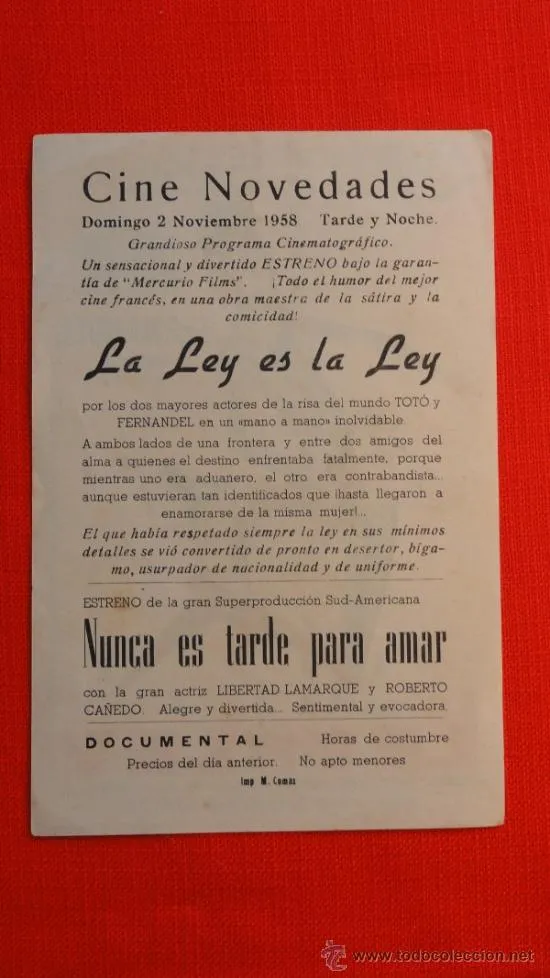 Cine Novedades
Domingo 2 Noviembre 1958 Tarde y Noche.
Grandioso Programa Cinematográfico.
Un sensacional y divertido ESTRENO bajo la garan-
tía de "Mercurio Films". ¡Todo el humor del mejor
cine francés, en una obra maestra de la sátira y la
comicidad!
La Ley es la Ley
por los dos mayores actores de la risa del mundo TOTÓ y
FERNANDEL en un «mano a mano» inolvidable
A ambos lados de una frontera y entre dos amigos del
alma a quienes el destino enfrentaba fatalmente, porque
mientras uno era aduanero, el otro era contrabandista...
aunque estuvieran tan identificados que ¡hasta llegaron a
enamorarse de la misma mujer!...
El que había respetado siempre la ley en sus mínimos
detalles se vió convertido de pronto en desertor, bíga-
mo, usurpador de nacionalidad y de uniforme.
ESTRENO de la gran Superproducción Sud-Americana
Nunca es tarde para amar
con la gran actriz LIBERTAD LAMARQUE y ROBERTO
CAÑEDO. Alegre y divertida... Sentimental y evocadora.
DOCUMENTAL Horas de costumbre
Precios del día anterior. No apto menores
Imp M. Comas
todocoleccion
www.todocoleccion.net